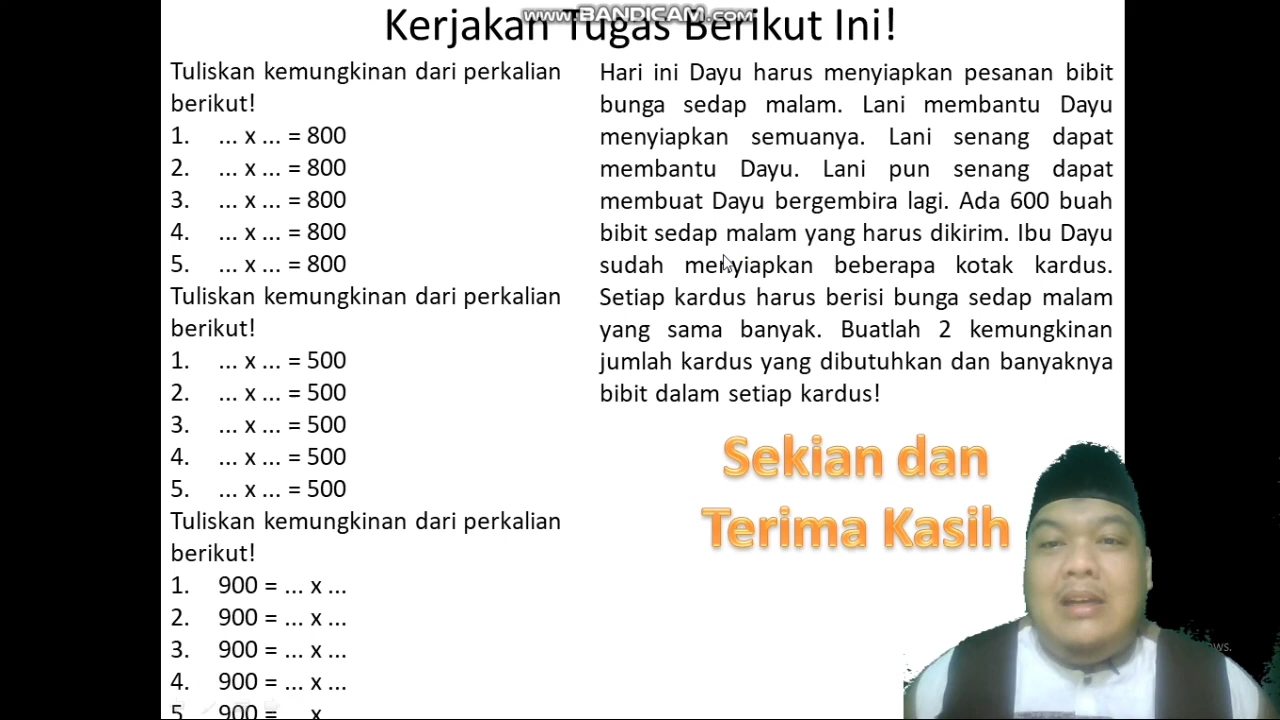 www.BANDICAM.com
Kerjakan Tugas Berikut Ini!
Tuliskan kemungkinan dari perkalian
berikut!
1. ... x ... = 800
2. ... x ... = 800
3. ... x ... = 800
4. ... x ... = 800
5. ... x ... = 800
Tuliskan kemungkinan dari perkalian
berikut!
1. ... x ... = 500
2. ... x ... = 500
3. ... x ... = 500
4. ... x ... = 500
5. ... x ... = 500
Tuliskan kemungkinan dari perkalian
berikut!
1. 900 = ... x ...
2. 900 = ... x ...
3. 900 = ... x ...
4. 900 = ... x ...
5. 900 = ... x ...
Hari ini Dayu harus menyiapkan pesanan bibit
bunga sedap malam. Lani membantu Dayu
menyiapkan semuanya. Lani senang dapat
membantu Dayu. Lani pun senang dapat
membuat Dayu bergembira lagi. Ada 600 buah
bibit sedap malam yang harus dikirim. Ibu Dayu
sudah menyiapkan beberapa kotak kardus.
Setiap kardus harus berisi bunga sedap malam
yang sama banyak. Buatlah 2 kemungkinan
jumlah kardus yang dibutuhkan dan banyaknya
bibit dalam setiap kardus!
Sekian dan
Terima Kasih